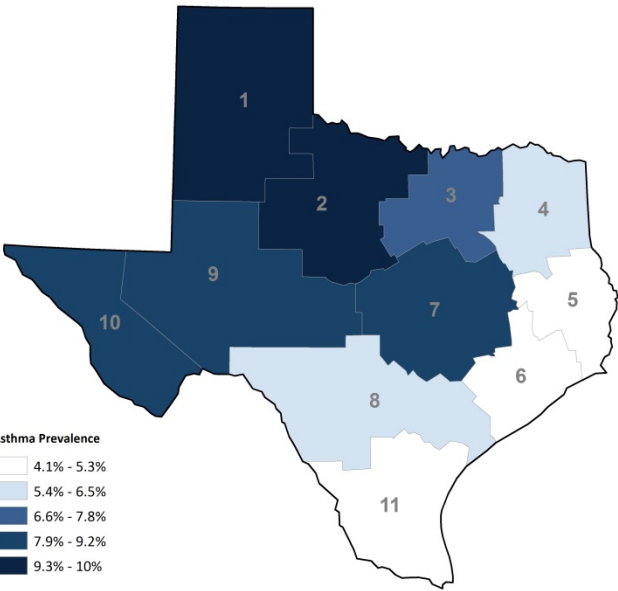 1
2
3
4
9
5
7
10
6
8
11
sthma Prevalence
4.1% - 5.3%
5.4% - 6.5%
6.6% - 7.8%
7.9% - 9.2%
9.3% - 10%